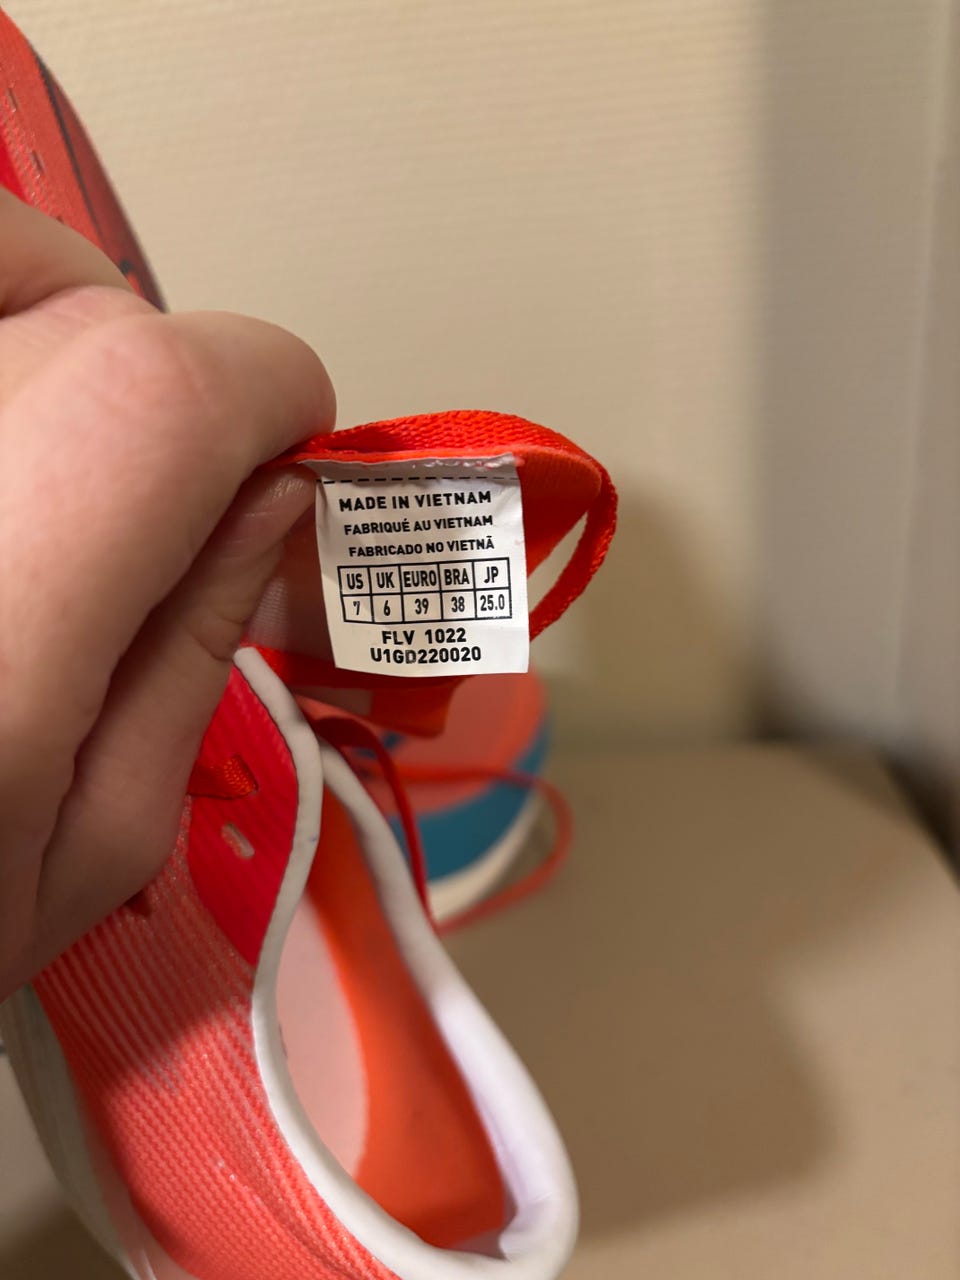 MADE IN VIETNAM
FABRIQUÉ AU VIETNAM
FABRICADO NO VIETNÃ
US UK EURO BRA JP
7 6 39 38 25.0
FLV 1022
U1GD220020